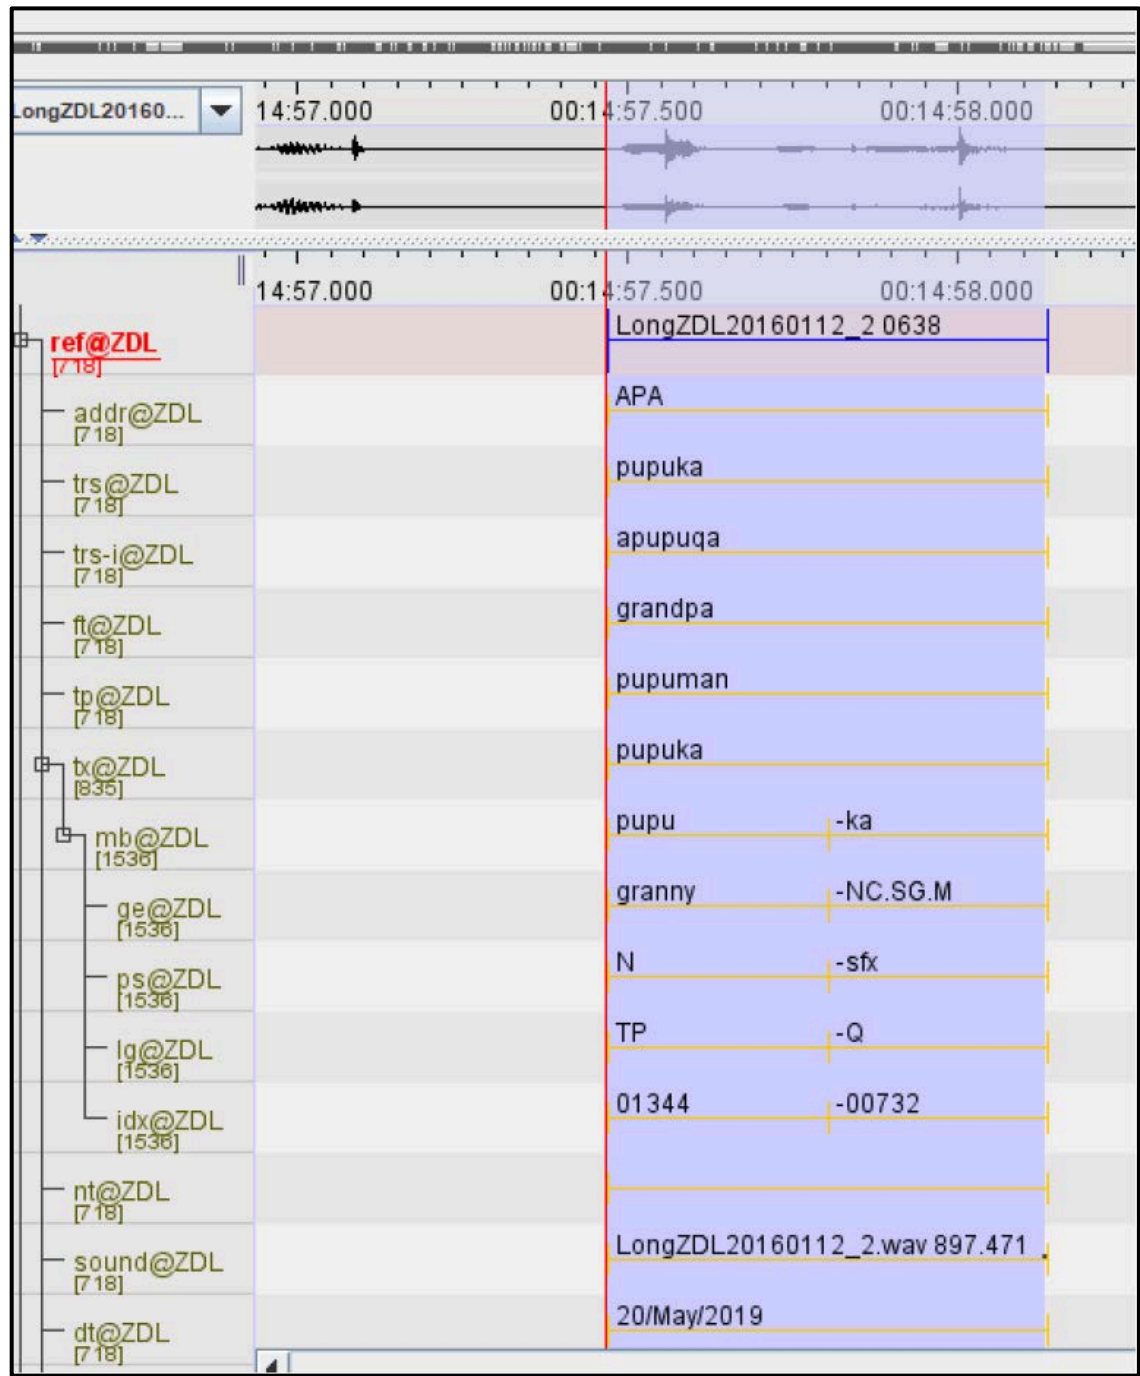 LongZDL20160...
14:57.000 00:14:57.500 00:14:58.000
14:57.000 00:14:57.500 00:14:58.000
ref@ZDL LongZDL20160112_2 0638
[718]
addr@ZDL APA
[718]
trs@ZDL pupuka
[718]
trs-i@ZDL apupuqa
[718]
ft@ZDL grandpa
[718]
tp@ZDL pupuman
[718]
tx@ZDL pupuka
[835]
mb@ZDL pupu -ka
[1536]
ge@ZDL granny -NC.SG.M
[1536]
ps@ZDL N -sfx
[1536]
lg@ZDL TP -Q
[1536]
idx@ZDL 01344 -00732
[1536]
nt@ZDL
[718]
sound@ZDL LongZDL20160112_2.wav 897.471
[718]
dt@ZDL 20/May/2019
[718]